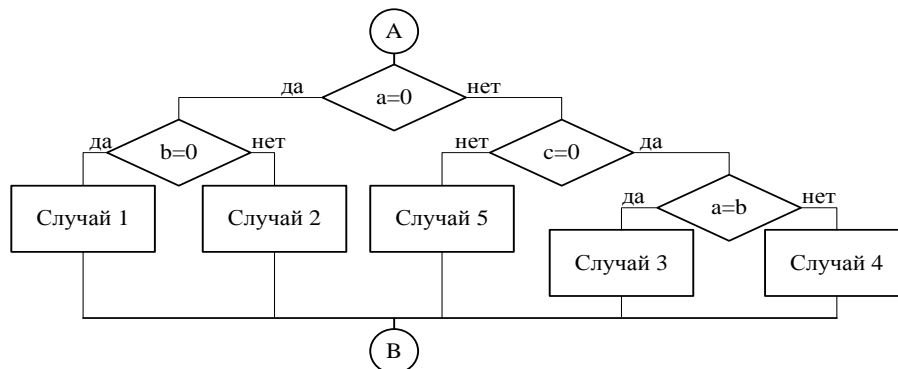 A
да
нет
a=0
да
нет
b=0
нет
да
c=0
Случай 1
Случай 2
Случай 5
да
нет
a=b
Случай 3
Случай 4
B